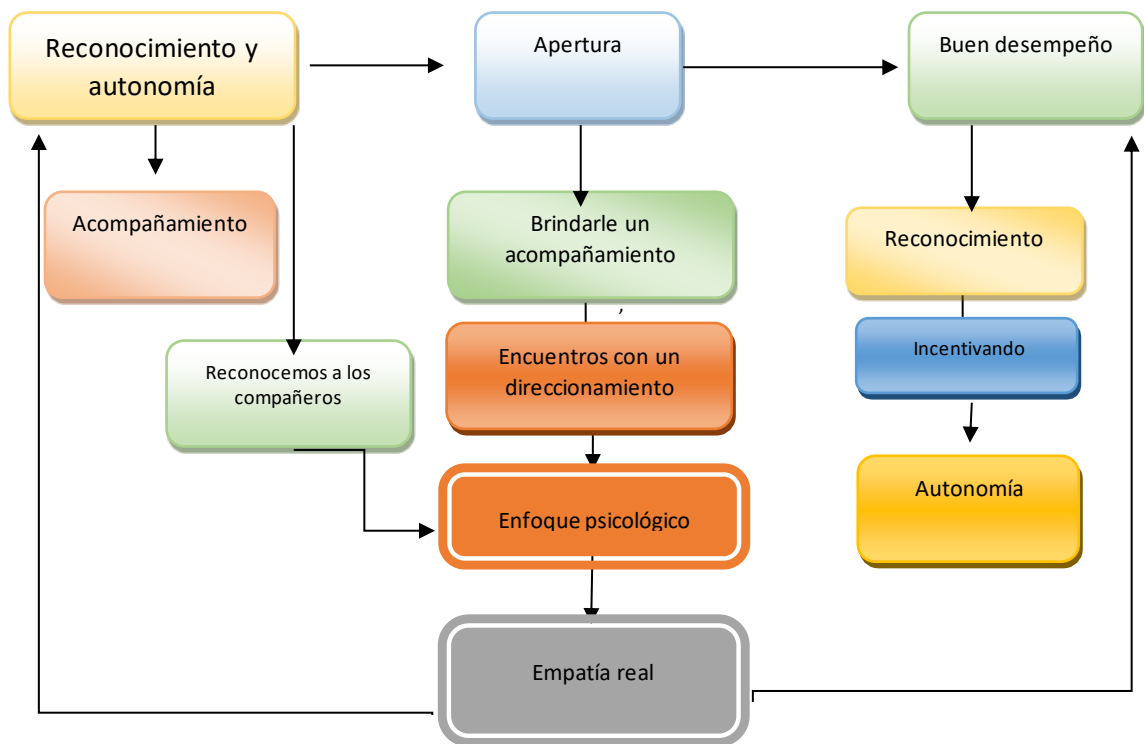 Reconocimiento y
autonomía
Apertura
Buen desempeño
Acompañamiento
Brindarle un
acompañamiento
,
Reconocimiento
Reconocemos a los
compañeros
Encuentros con un
direccionamiento
Incentivando
Enfoque psicológico
Autonomía
Empatía real